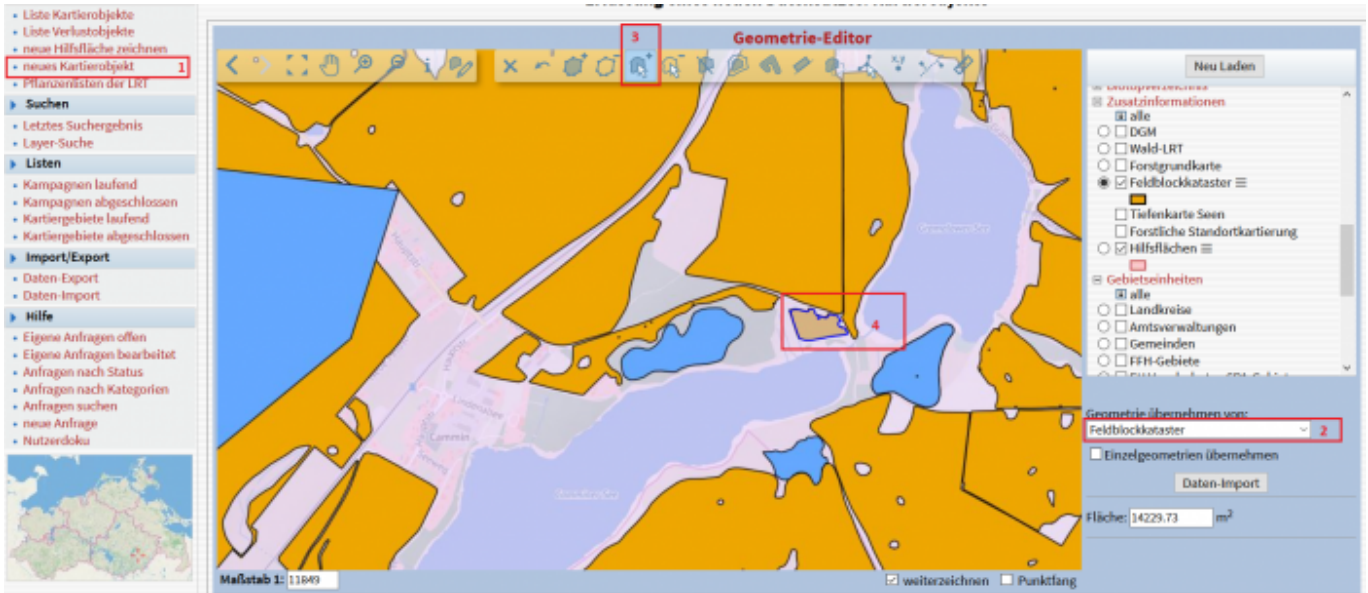 Liste Kartierobjekte
Liste Verlustobjekte
neue Hilfsfläche zeichnen
neues Kartierobjekt 1
Pflanzenlisten der LRT
Suchen
Letztes Suchergebnis
Layer-Suche
Listen
Kampagnen laufend
Kampagnen abgeschlossen
Kartiergebiete laufend
Kartiergebiete abgeschlossen
Import/Export
Daten-Export
Daten-Import
Hilfe
Eigene Anfragen offen
Eigene Anfragen bearbeitet
Anfragen nach Status
Anfragen nach Kategorien
Anfragen suchen
neue Anfrage
Nutzerdoku
3
Geometrie-Editor
4
Cammin
Maßstab 1: 11849
weiterzeichnen
Punktfang
Neu Laden
Zusatzinformationen
alle
DGM
Wald-LRT
Forstgrundkarte
Feldblockkataster
Tiefenkarte Seen
Forstliche Standortkartierung
Hilfsflächen
Gebietseinheiten
alle
Landkreise
Amtsverwaltungen
Gemeinden
FFH-Gebiete
Geometrie übernehmen von:
Feldblockkataster 2
Einzelgeometrien übernehmen
Daten-Import
Fläche: 14229.73 m²